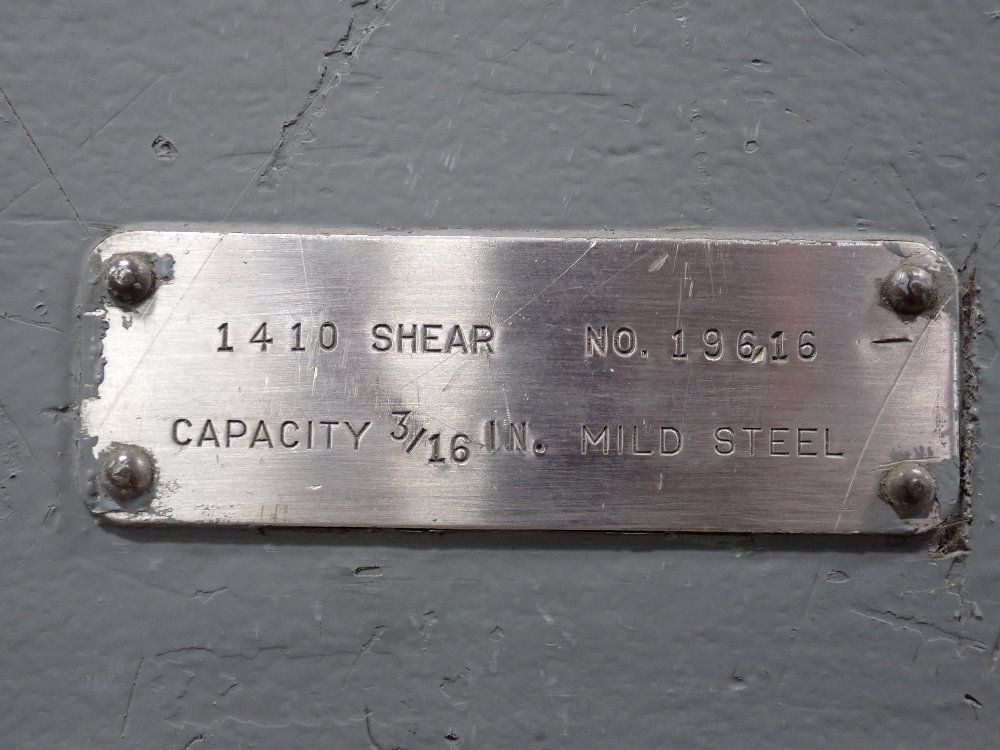 1410 SHEAR NO. 19616
CAPACITY 3/16 IN. MILD STEEL